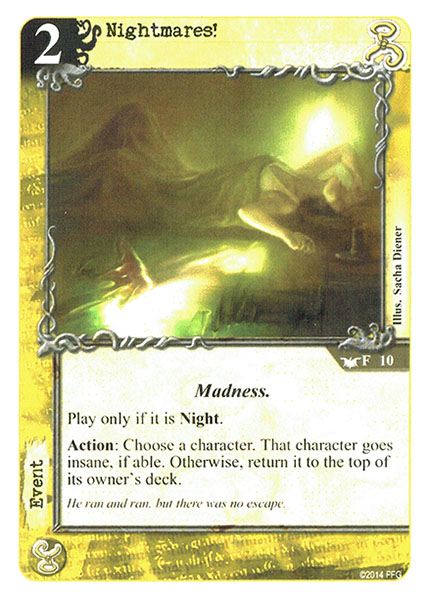 2
Nightmares!
Illus. Sacha Diener
F 10
Madness.
Play only if it is Night.
Action: Choose a character. That character goes
insane, if able. Otherwise, return it to the top of
its owner's deck.
He ran and ran. but there was no escape.
Event
©2014 FFG